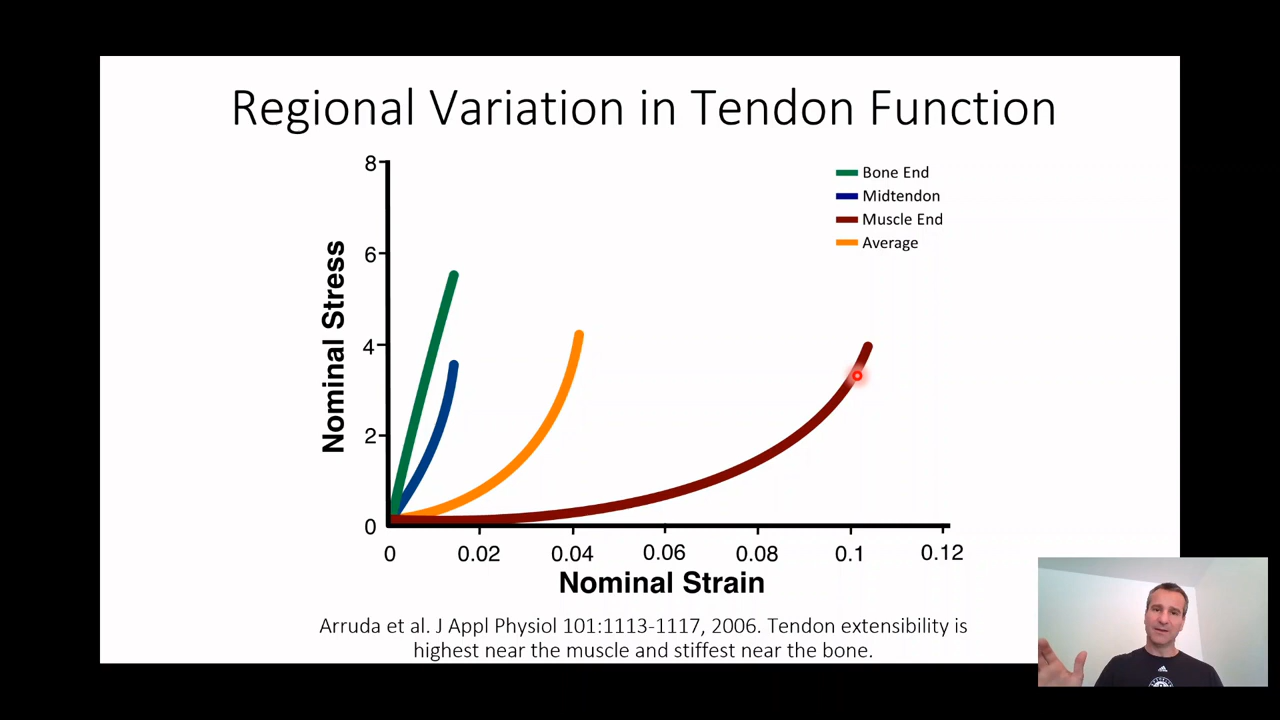 Regional Variation in Tendon Function
8
6
4
2
0
Nominal Stress
Bone End
Midtendon
Muscle End
Average
0 0.02 0.04 0.06 0.08 0.1 0.12
Nominal Strain
Arruda et al. J Appl Physiol 101:1113-1117, 2006. Tendon extensibility is
highest near the muscle and stiffest near the bone.